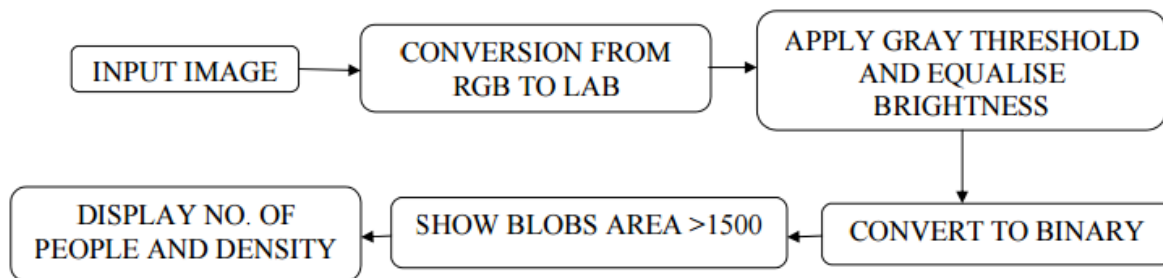 INPUT IMAGE
CONVERSION FROM
RGB TO LAB
APPLY GRAY THRESHOLD
AND EQUALISE
BRIGHTNESS
CONVERT TO BINARY
SHOW BLOBS AREA >1500
DISPLAY NO. OF
PEOPLE AND DENSITY